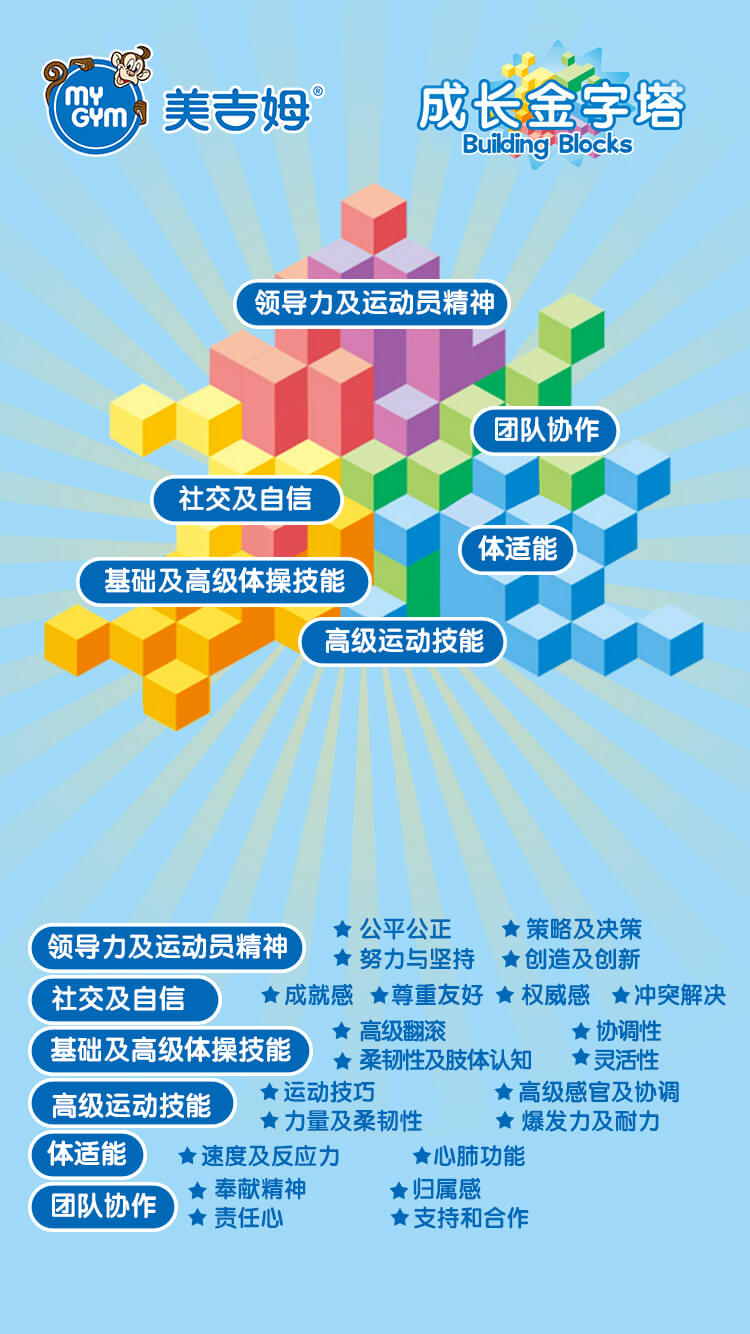 MY GYM 美吉姆®
成长金字塔
Building Blocks
领导力及运动员精神
团队协作
社交及自信
体适能
基础及高级体操技能
高级运动技能
领导力及运动员精神
★ 公平公正 ★ 策略及决策
★ 努力与坚持 ★ 创造及创新
社交及自信 ★ 成就感 ★ 尊重友好 ★ 权威感 ★ 冲突解决
基础及高级体操技能
★ 高级翻滚 ★ 协调性
★ 柔韧性及肢体认知 ★ 灵活性
高级运动技能
★ 运动技巧 ★ 高级感官及协调
★ 力量及柔韧性 ★ 爆发力及耐力
体适能 ★ 速度及反应力 ★ 心肺功能
团队协作
★ 奉献精神 ★ 归属感
★ 责任心 ★ 支持和合作